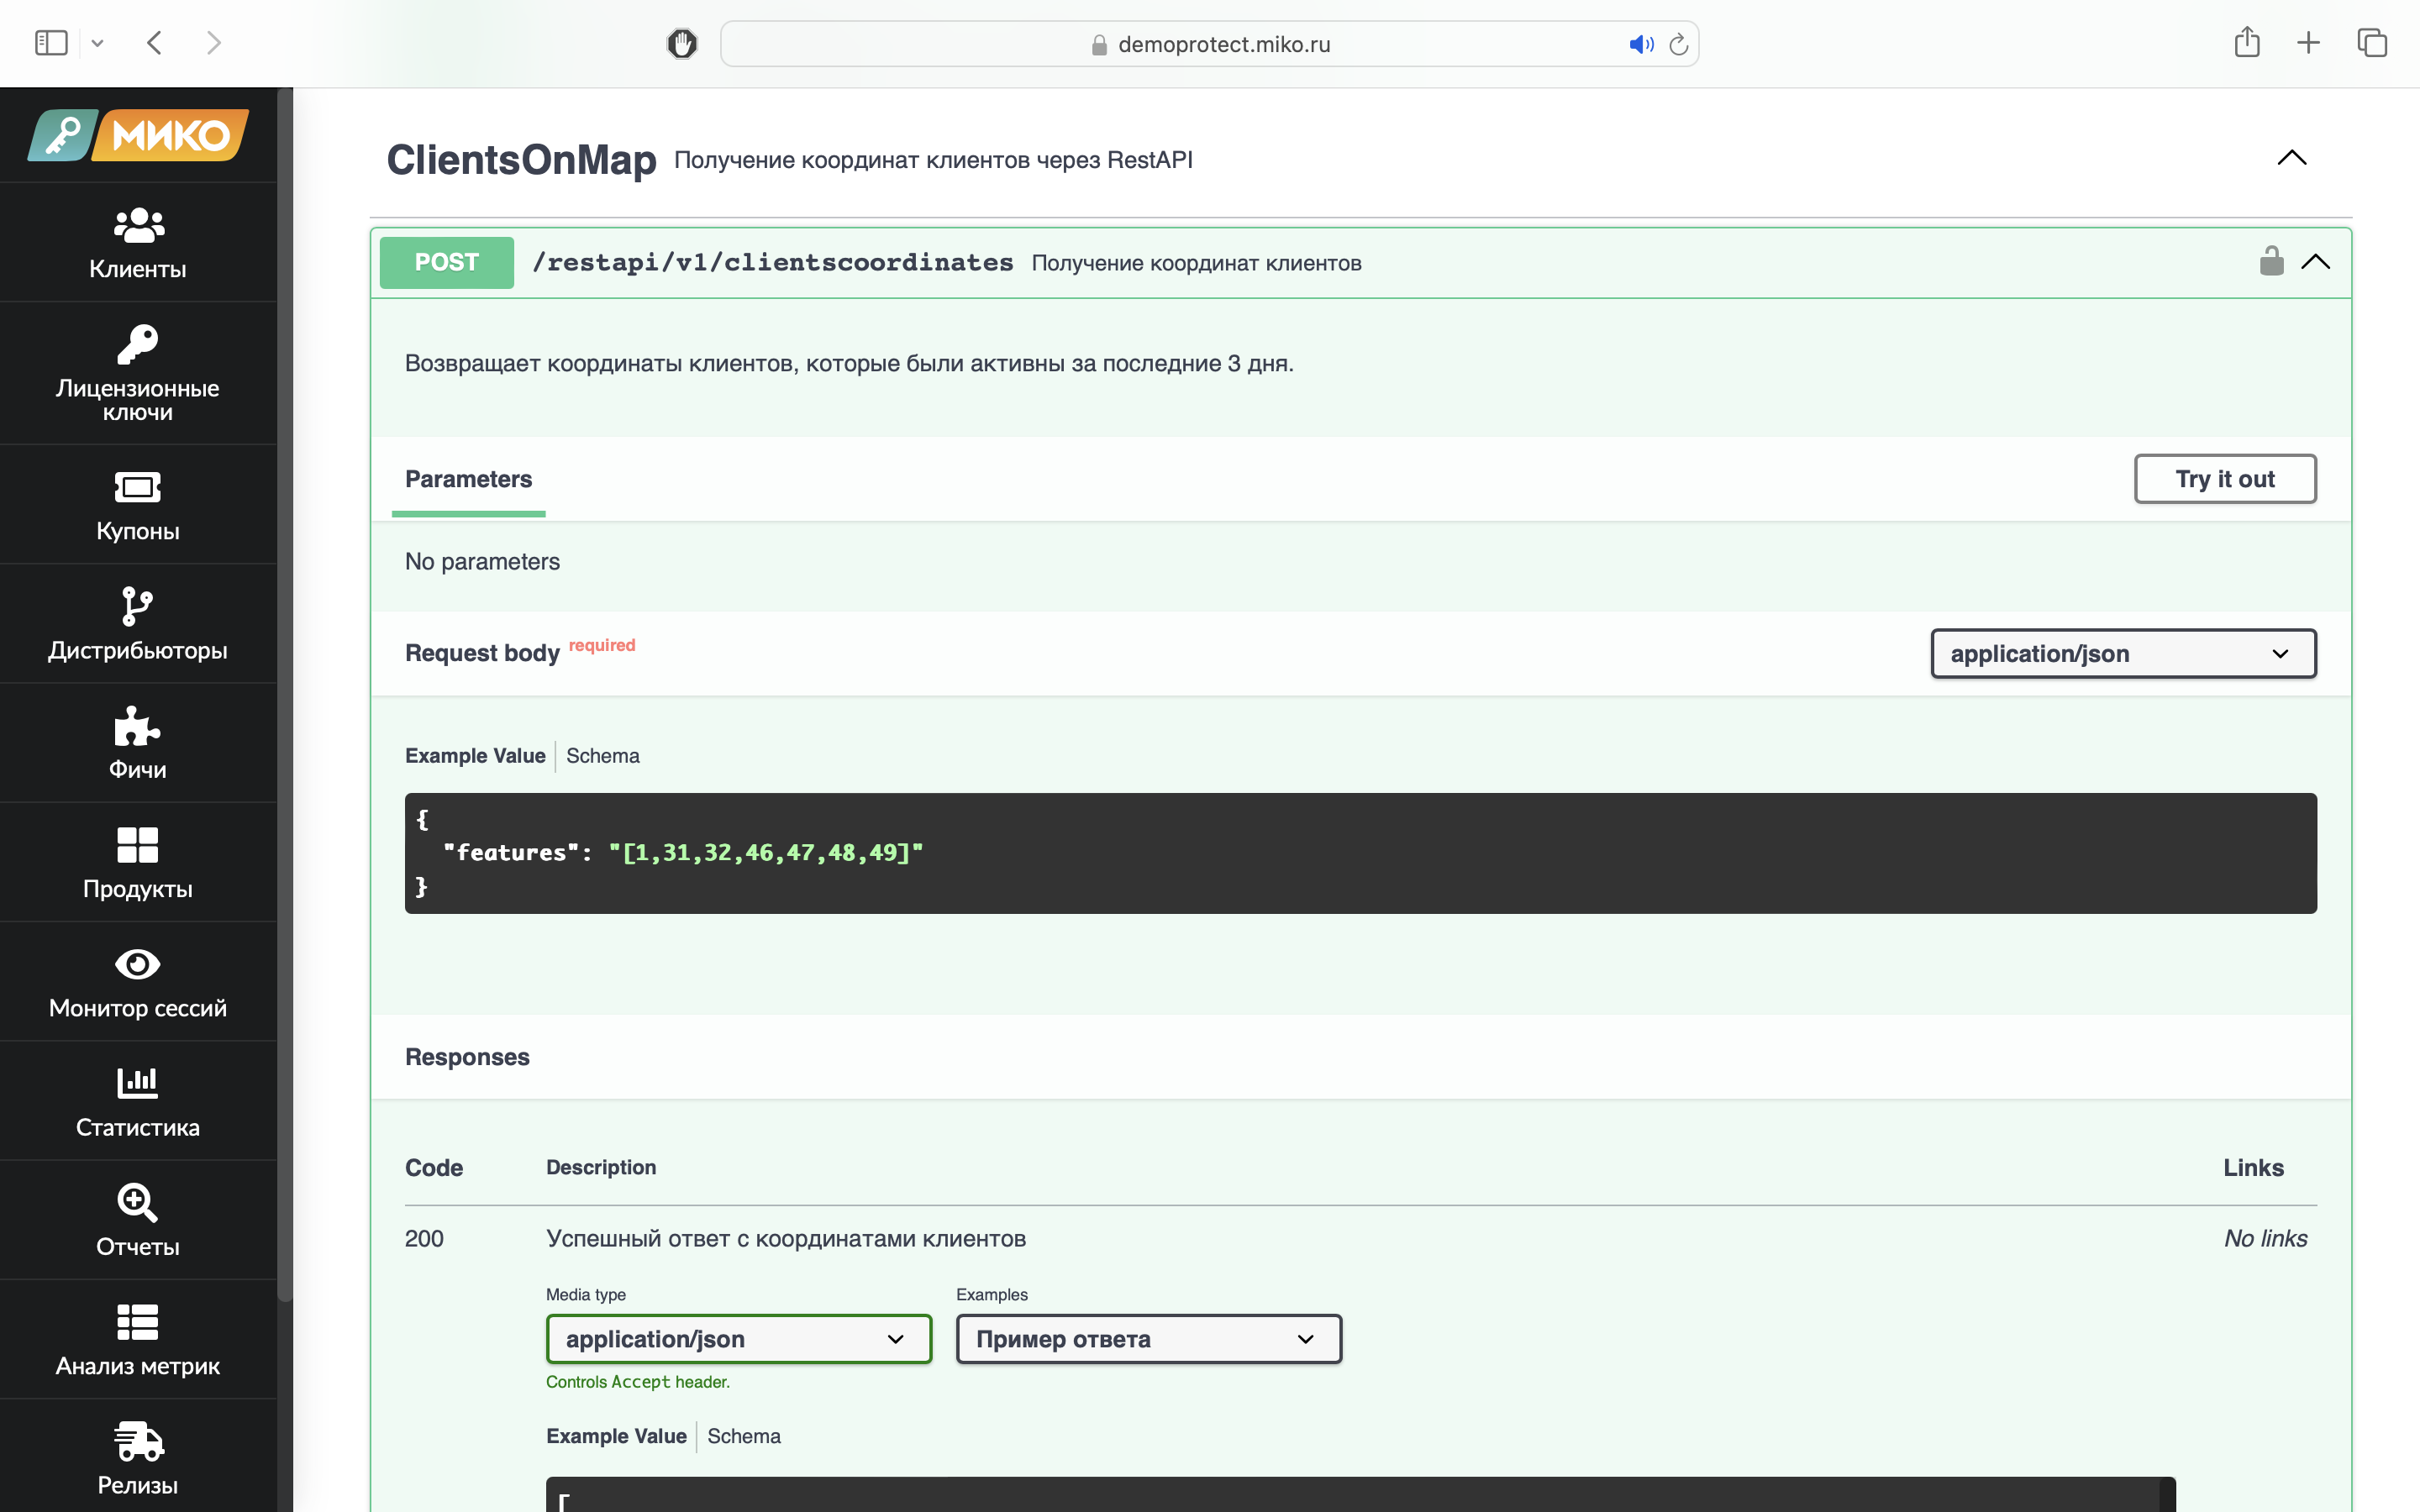 demoprotect.miko.ru
МИКО
Клиенты
Лицензионные
ключи
Купоны
Дистрибьюторы
Фичи
Продукты
Монитор сессий
Статистика
Отчеты
Анализ метрик
Релизы
ClientsOnMap Получение координат клиентов через RestAPI
POST /restapi/v1/clientscoordinates Получение координат клиентов
Возвращает координаты клиентов, которые были активны за последние 3 дня.
Parameters Try it out
No parameters
Request body required application/json
Example Value Schema
{
"features": "[1,31,32,46,47,48,49]"
}
Responses
Code Description Links
200 Успешный ответ с координатами клиентов No links
Media type Examples
application/json Пример ответа
Controls Accept header.
Example Value Schema
[